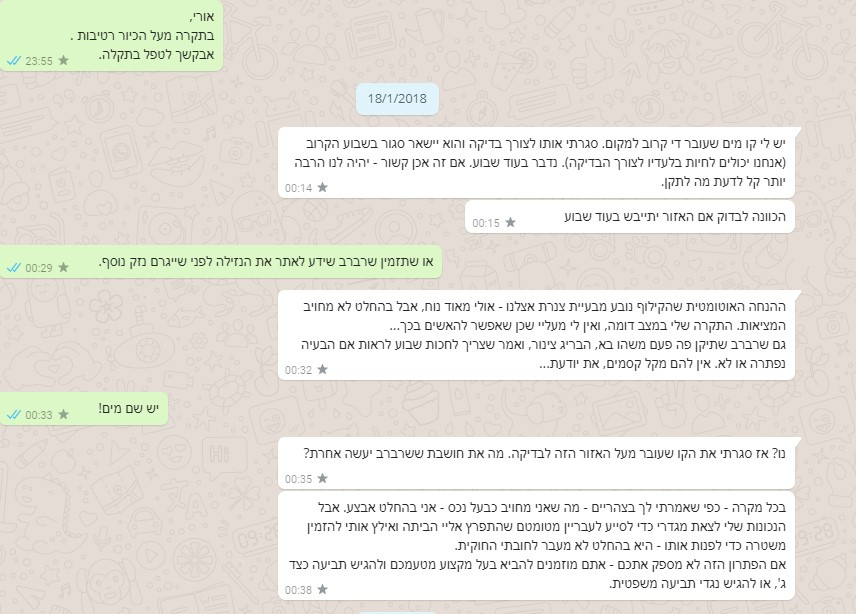 אורי,
בתקרה מעל הכיור רטיבות .
אבקשך לטפל בתקלה.
23:55
18/1/2018
יש לי קו מים שעובר די קרוב למקום. סגרתי אותו לצורך בדיקה והוא יישאר סגור בשבוע הקרוב
(אנחנו יכולים לחיות בלעדיו לצורך הבדיקה). נדבר בעוד שבוע. אם זה אכן קשור - יהיה לנו הרבה
יותר קל לדעת מה לתקן.
00:14
הכוונה לבדוק אם האזור יתייבש בעוד שבוע
00:15
או שתזמין שרברב שידע לאתר את הנזילה לפני שייגרם נזק נוסף.
00:29
ההנחה האוטומטית שהקילוף נובע מבעיית צנרת אצלנו - אולי מאוד נוח, אבל בהחלט לא מחויב
המציאות. התקרה שלי במצב דומה, ואין לי מעליי שכן שאפשר להאשים בכך...
גם שרברב שתיקן פה פעם משהו בא, הבריג צינור, ואמר שצריך לחכות שבוע לראות אם הבעיה
נפתרה או לא. אין להם מקל קסמים, את יודעת...
00:32
יש שם מים!
00:33
נו? אז סגרתי את הקו שעובר מעל האזור הזה לבדיקה. מה את חושבת ששרברב יעשה אחרת?
00:35
בכל מקרה - כפי שאמרתי לך בצהריים - מה שאני מחויב כבעל נכס - אני בהחלט אבצע. אבל
הנכונות שלי לצאת מגדרי כדי לסייע לעבריין מטומטם שהתפרץ אליי הביתה ואילץ אותי להזמין
משטרה כדי לפנות אותו - היא בהחלט לא מעבר לחובתי החוקית.
אם הפתרון הזה לא מספק אתכם - אתם מוזמנים להביא בעל מקצוע מטעמכם ולהגיש תביעה כצד
ג', או להגיש נגדי תביעה משפטית.
00:38